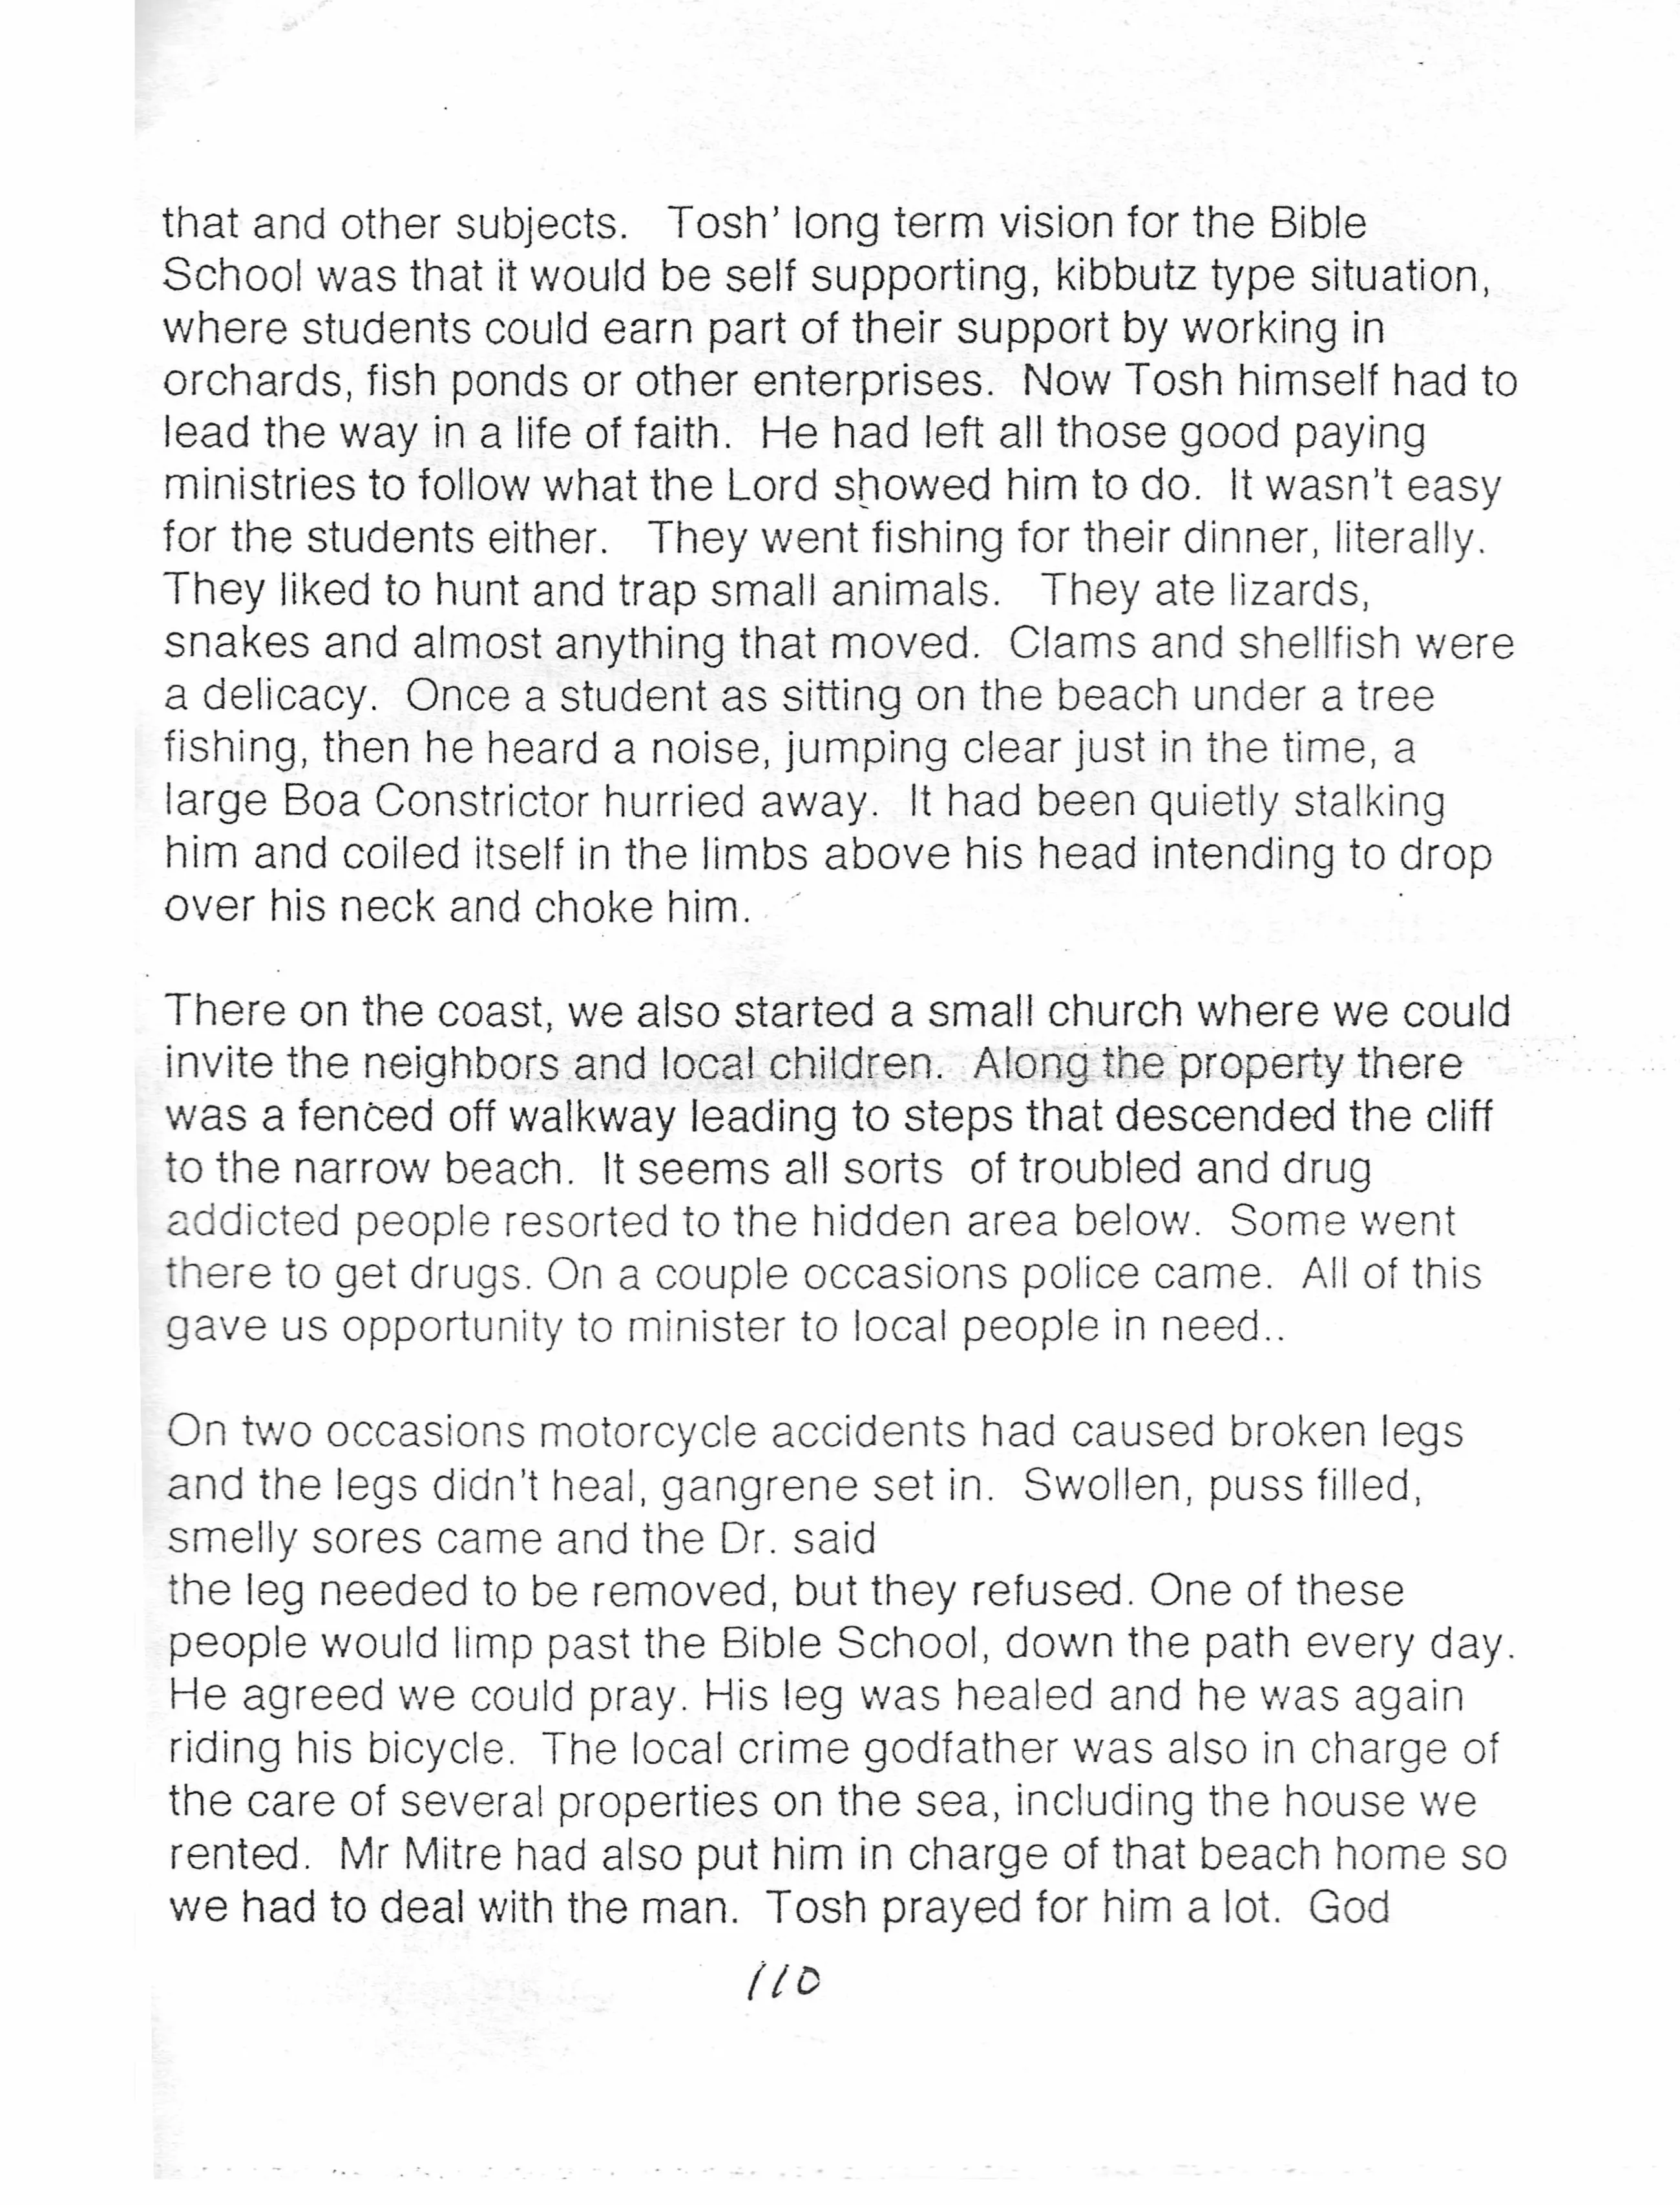 that and other subjects.   Tosh' long term vision for the Bible
School was that it would be self supporting, kibbutz type situation,
where students could earn part of their support by working in
orchards, fish ponds or other enterprises.  Now Tosh himself had to
lead the way in a life of faith.  He had left all those good paying
ministries to follow what the Lord showed him to do.  It wasn't easy
for the students either.   They went fishing for their dinner, literally.
They liked to hunt and trap small animals.   They ate lizards,
snakes and almost anything that moved.  Clams and shellfish were
a delicacy.  Once a student as sitting on the beach under a tree
fishing, then he heard a noise, jumping clear just in the time, a
large Boa Constrictor hurried away.  It had been quietly stalking
him and coiled itself in the limbs above his head intending to drop
over his neck and choke him.

There on the coast, we also started a small church where we could
invite the neighbors and local children.  Along the property there
was a fenced off walkway leading to steps that descended the cliff
to the narrow beach.  It seems all sorts  of troubled and drug
addicted people resorted to the hidden area below.  Some went
there to get drugs. On a couple occasions police came.  All of this
gave us opportunity to minister to local people in need..

On two occasions motorcycle accidents had caused broken legs
and the legs didn't heal, gangrene set in.  Swollen, puss filled,
smelly sores came and the Dr. said
the leg needed to be removed, but they refused. One of these
people would limp past the Bible School, down the path every day.
He agreed we could pray. His leg was healed and he was again
riding his bicycle.  The local crime godfather was also in charge of
the care of several properties on the sea, including the house we
rented.  Mr Mitre had also put him in charge of that beach home so
we had to deal with the man.  Tosh prayed for him a lot.  God
110